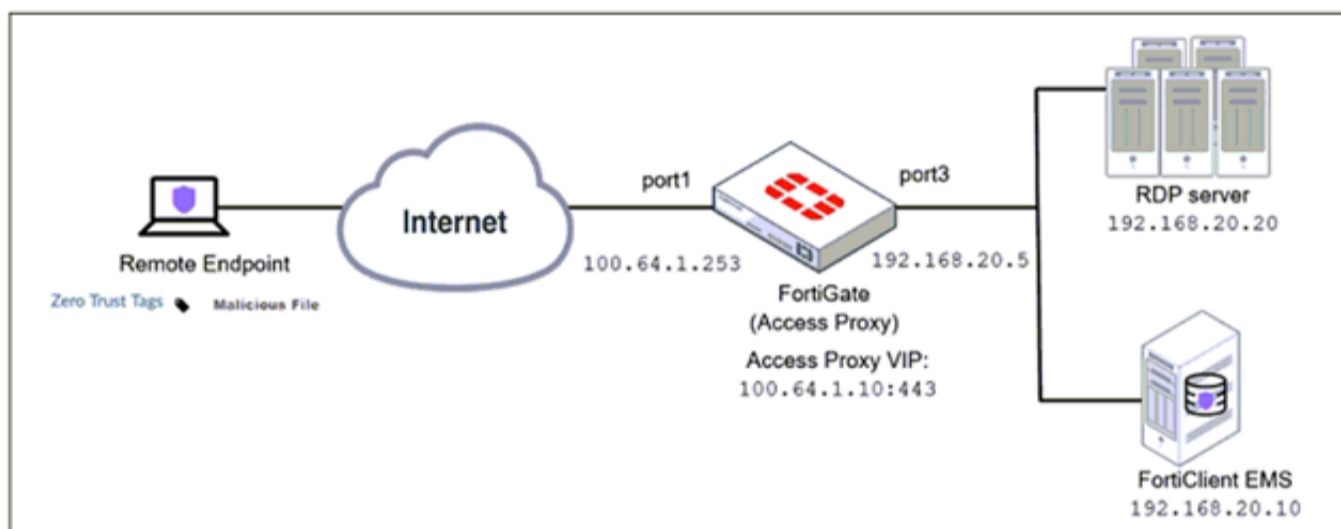 Remote Endpoint
Zero Trust Tags Malicious File
Internet
port1
100.64.1.253
port3
192.168.20.5
FortiGate
(Access Proxy)
Access Proxy VIP:
100.64.1.10:443
RDP server
192.168.20.20
FortiClient EMS
192.168.20.10